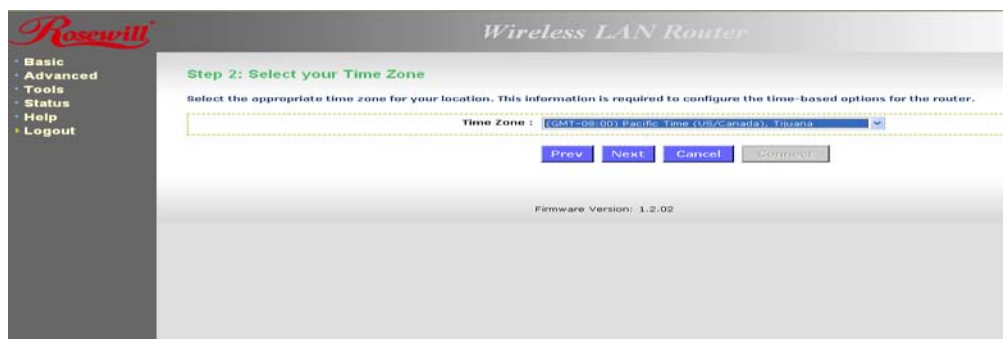 Rosewill
Wireless LAN Router
Basic
Advanced
Tools
Status
Help
Logout
Step 2: Select your Time Zone
Select the appropriate time zone for your location. This information is required to configure the time-based options for the router.
Time Zone : (GMT-08:00) Pacific Time (US/Canada), Tijuana
Prev Next Cancel Connect
Firmware Version: 1.2.02